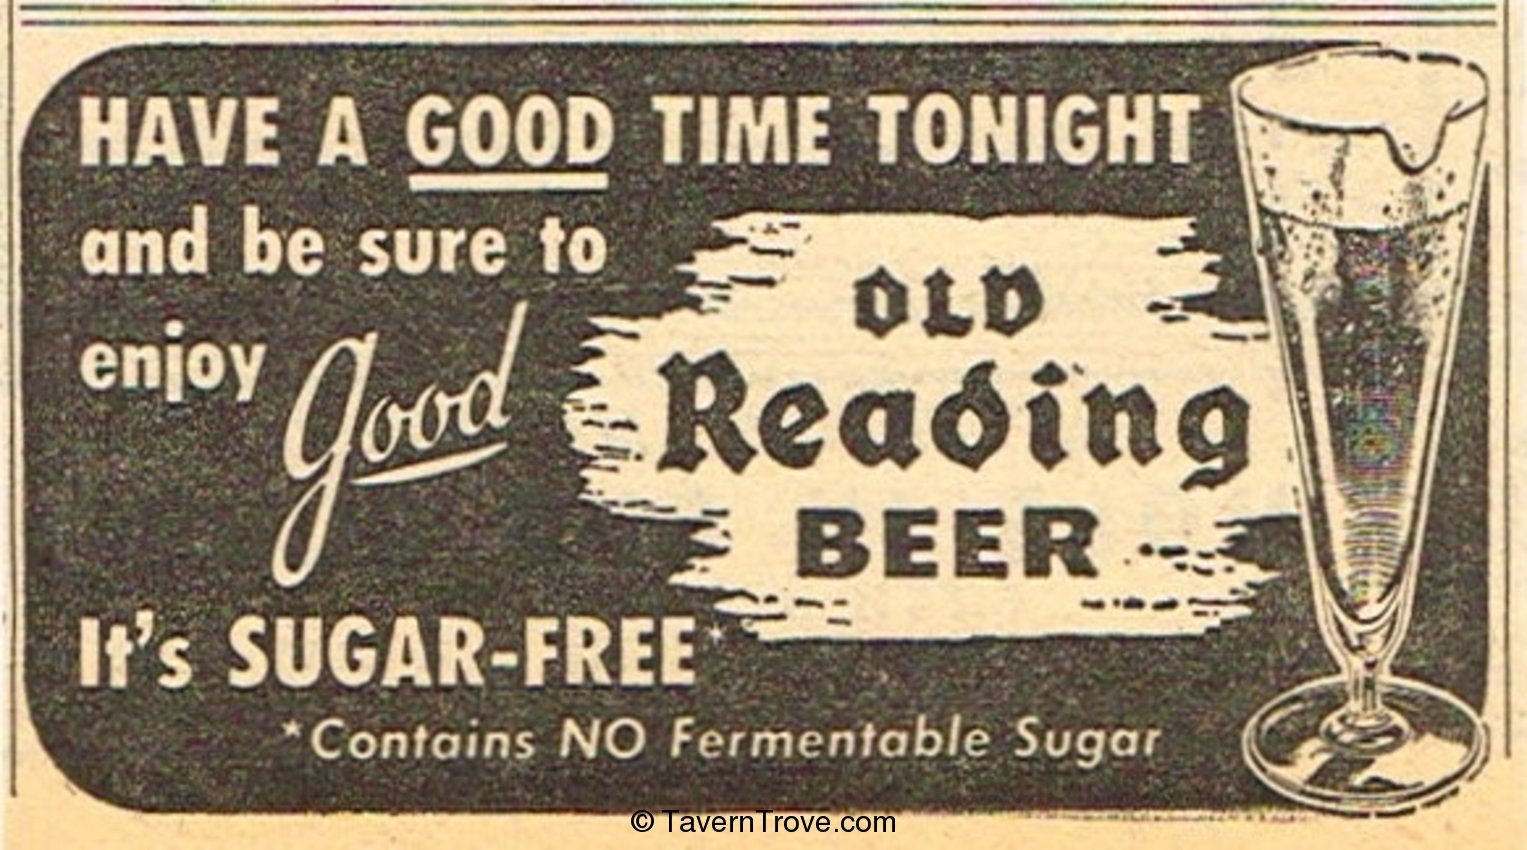 HAVE A GOOD TIME TONIGHT
and be sure to
enjoy good
OLD
Reading
BEER
It's SUGAR-FREE*
*Contains NO Fermentable Sugar
© TavernTrove.com